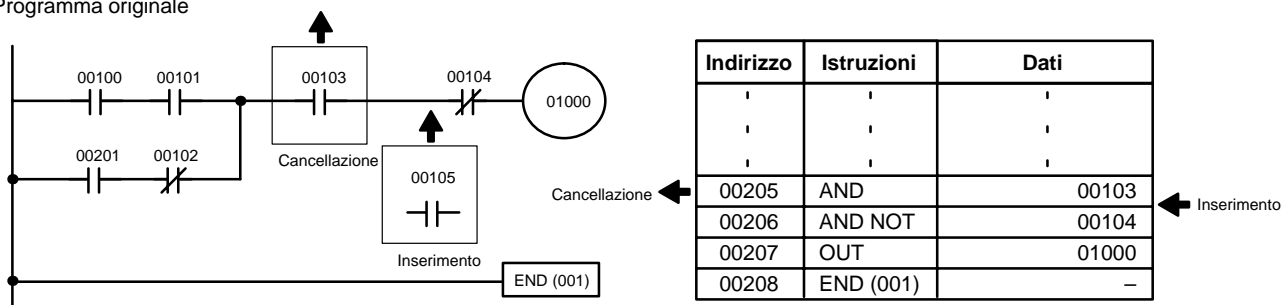 Programma originale
00100 00101 00103 00104
01000
00201 00102
Cancellazione
00105
Inserimento
END (001)
Indirizzo Istruzioni Dati
Cancellazione
00205 AND 00103
Inserimento
00206 AND NOT 00104
00207 OUT 01000
00208 END (001) –